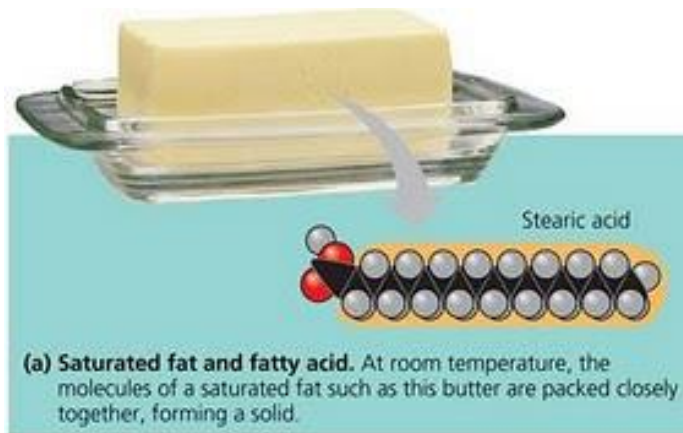 Stearic acid
(a) Saturated fat and fatty acid. At room temperature, the
molecules of a saturated fat such as this butter are packed closely
together, forming a solid.